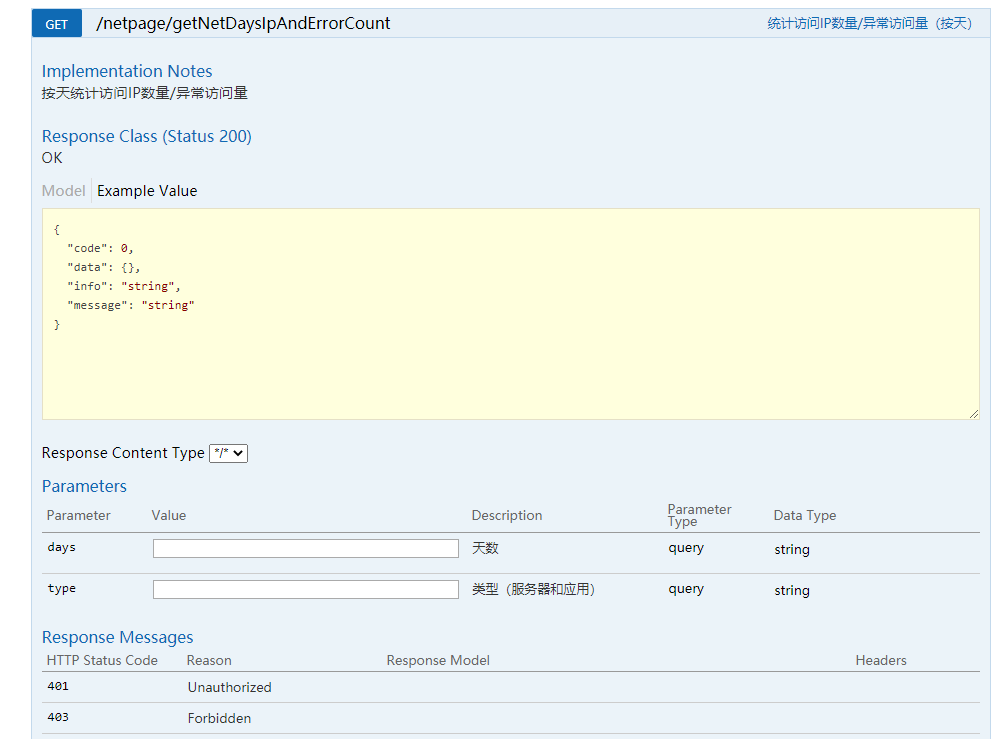 GET /netpage/getNetDaysIpAndErrorCount 统计访问IP数量/异常访问量（按天）
Implementation Notes
按天统计访问IP数量/异常访问量
Response Class (Status 200)
OK
Model Example Value
{
"code": 0,
"data": {},
"info": "string",
"message": "string"
}
Response Content Type */*
Parameters
Parameter Value Description Parameter Type Data Type
days 天数 query string
type 类型（服务器和应用） query string
Response Messages
HTTP Status Code Reason Response Model Headers
401 Unauthorized
403 Forbidden